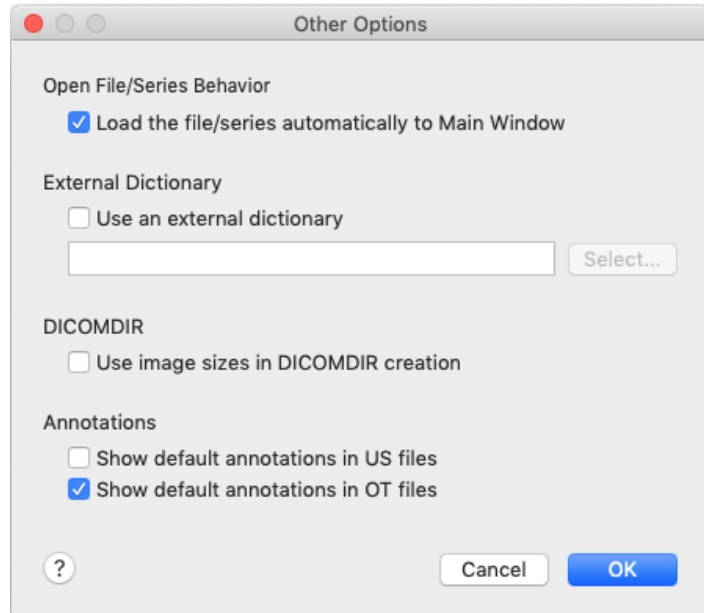 Other Options
Open File/Series Behavior
Load the file/series automatically to Main Window
External Dictionary
Use an external dictionary
Select...
DICOMDIR
Use image sizes in DICOMDIR creation
Annotations
Show default annotations in US files
Show default annotations in OT files
? Cancel OK